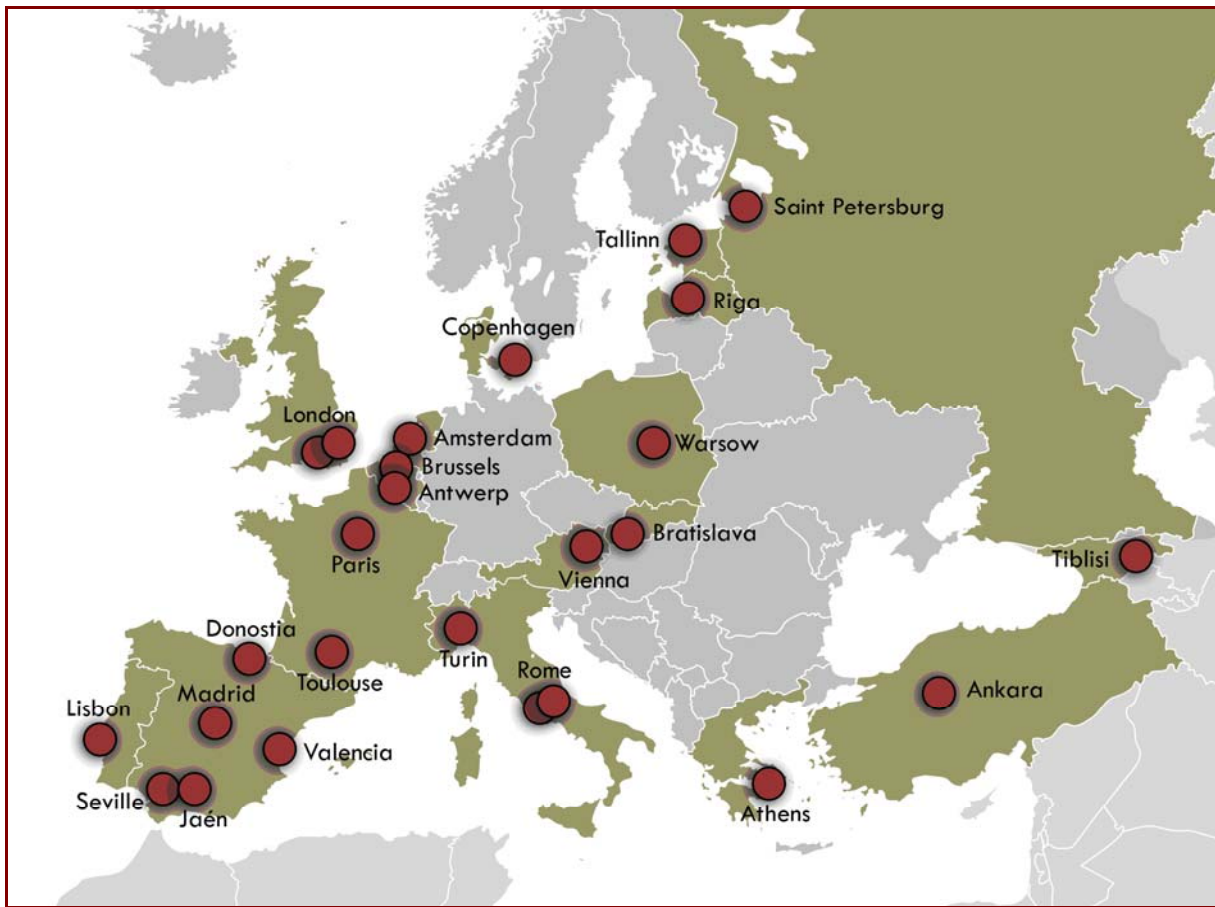 Saint Petersburg
Tallinn
Riga
Copenhagen
London
Amsterdam
Warsow
Brussels
Antwerp
Bratislava
Paris
Vienna
Tiblisi
Donostia
Turin
Rome
Toulouse
Madrid
Ankara
Lisbon
Valencia
Seville
Jaén
Athens